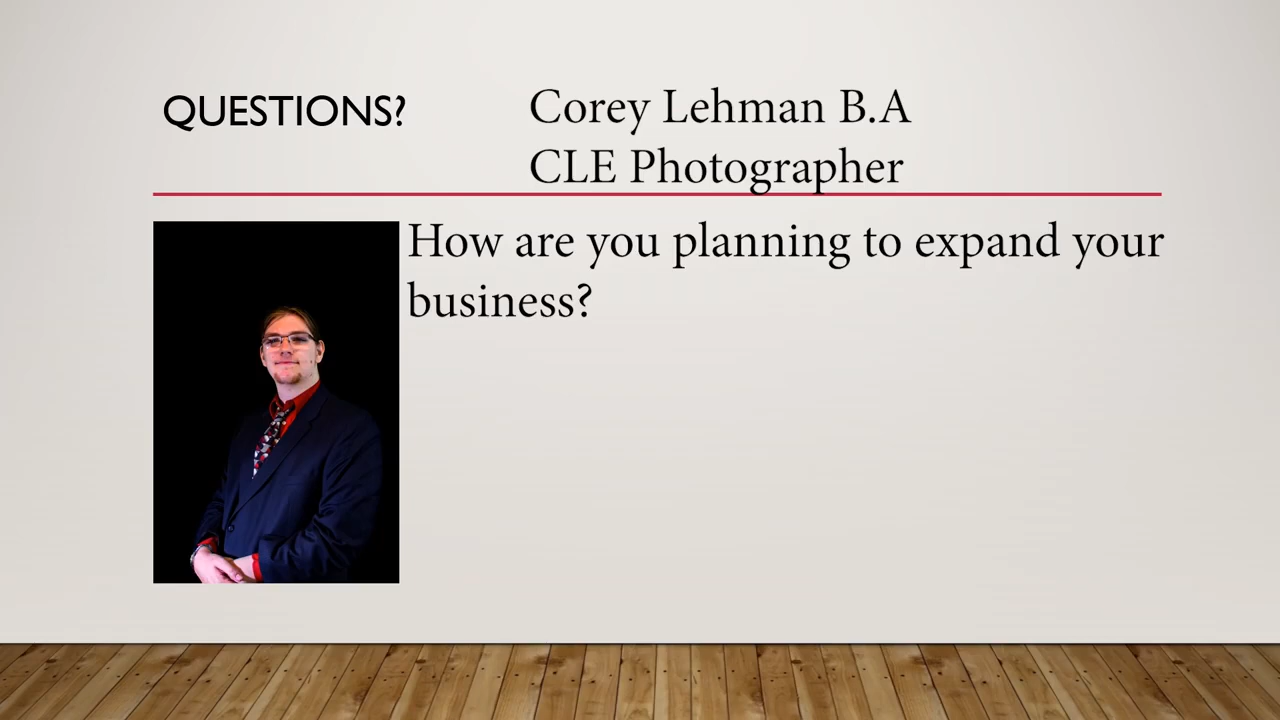 QUESTIONS?
Corey Lehman B.A
CLE Photographer
How are you planning to expand your
business?